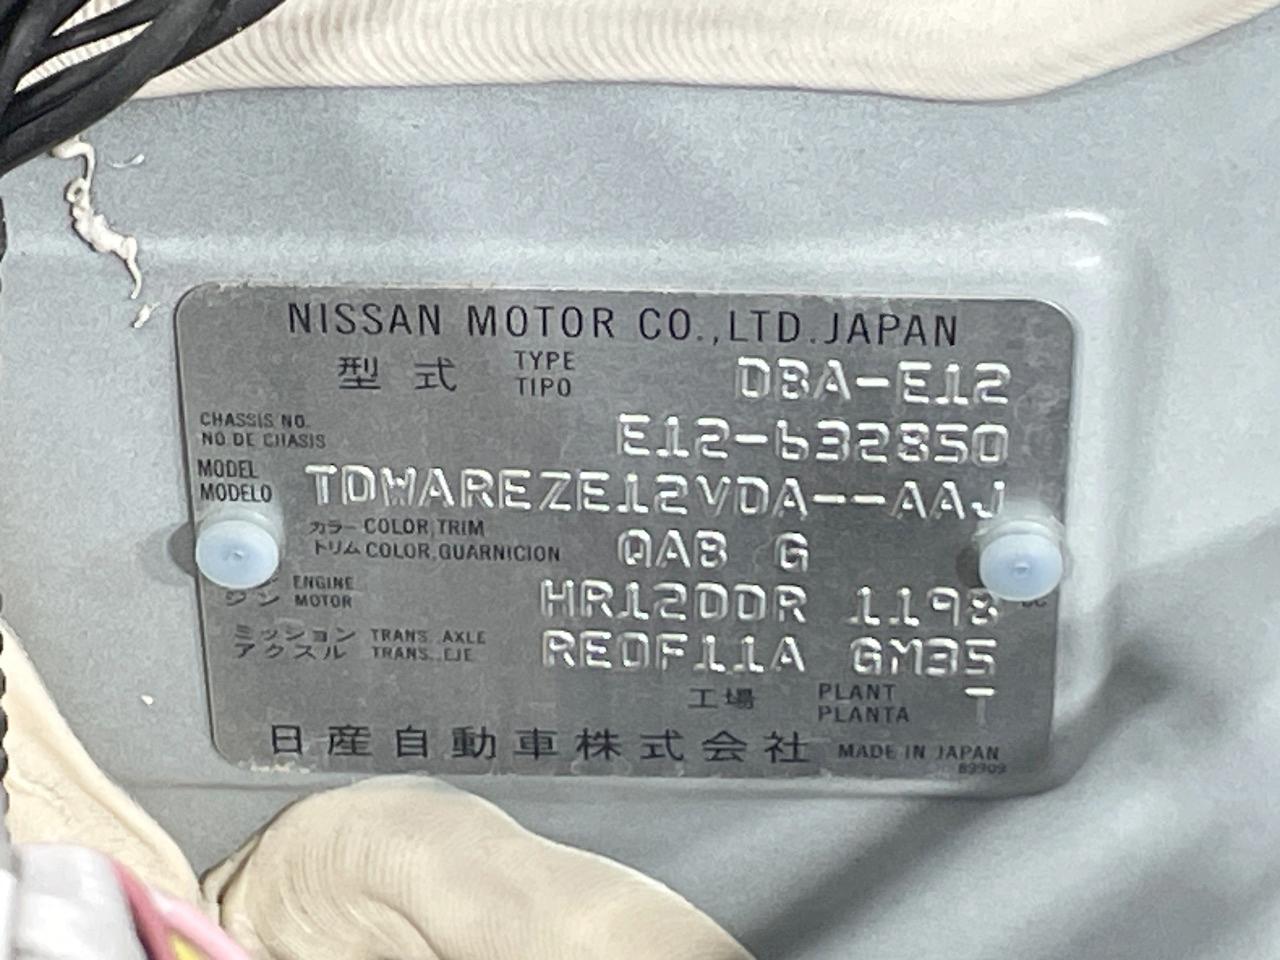 NISSAN MOTOR CO.,LTD.JAPAN
型式 TYPE TIPO DBA-E12
CHASSIS NO.
NO.DE CHASIS E12-632850
MODEL
MODELO TDWAREZE12VDA--AAJ
カラー COLOR,TRIM
トリム COLOR,GUARNICION QAB G
ENGINE
ジン MOTOR HR12DDR 1198
ミッション TRANS. AXLE
アクスル TRANS. EJE RE0F11A GM35
工場 PLANT
PLANTA T
日産自動車株式会社 MADE IN JAPAN